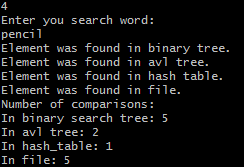 4
Enter you search word:
pencil
Element was found in binary tree.
Element was found in avl tree.
Element was found in hash table.
Element was found in file.
Number of comparisons:
In binary search tree: 5
In avl tree: 2
In hash_table: 1
In file: 5